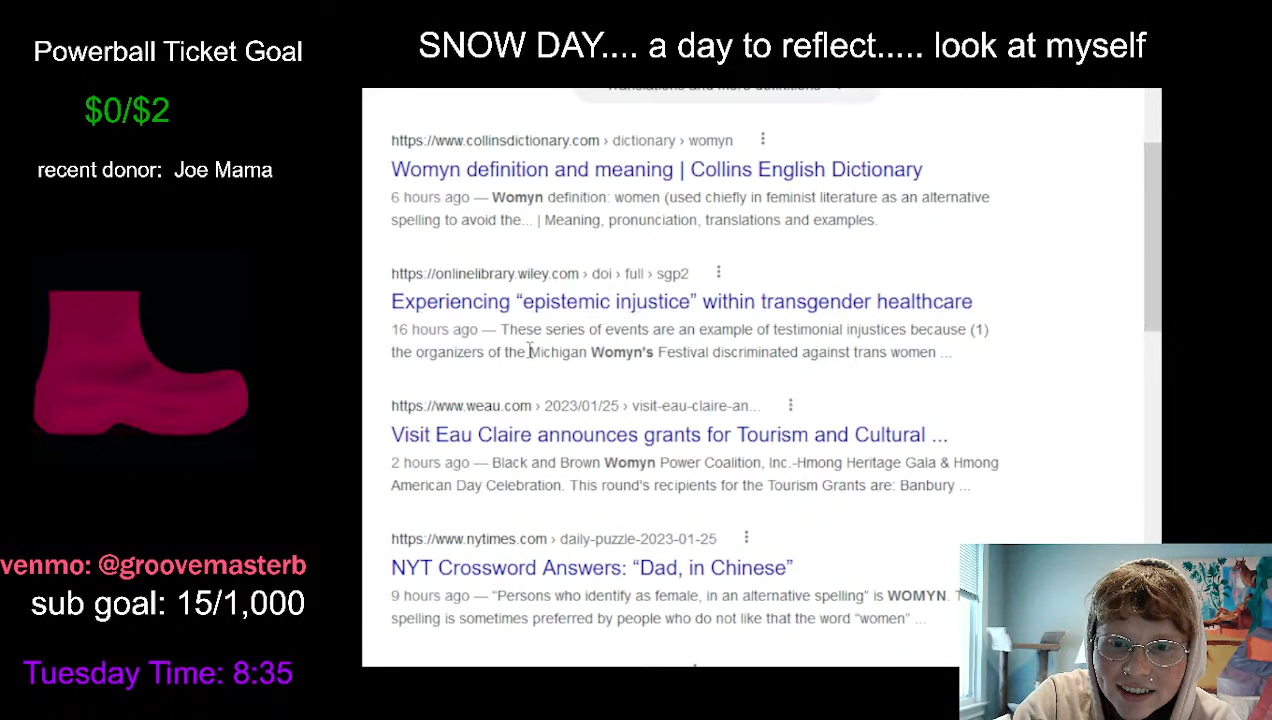 Powerball Ticket Goal
$0/$2
recent donor: Joe Mama
venmo: @groovemasterb
sub goal: 15/1,000
Tuesday Time: 8:35
SNOW DAY.... a day to reflect..... look at myself
Translations and more definitions
https://www.collinsdictionary.com › dictionary › womyn
Womyn definition and meaning | Collins English Dictionary
6 hours ago — Womyn definition: women (used chiefly in feminist literature as an alternative
spelling to avoid the... | Meaning, pronunciation, translations and examples.
https://onlinelibrary.wiley.com › doi › full › sgp2
Experiencing “epistemic injustice” within transgender healthcare
16 hours ago — These series of events are an example of testimonial injustices because (1)
the organizers of the Michigan Womyn's Festival discriminated against trans women ...
https://www.weau.com › 2023/01/25 › visit-eau-claire-an...
Visit Eau Claire announces grants for Tourism and Cultural ...
2 hours ago — Black and Brown Womyn Power Coalition, Inc.-Hmong Heritage Gala & Hmong
American Day Celebration. This round's recipients for the Tourism Grants are: Banbury ...
https://www.nytimes.com › daily-puzzle-2023-01-25
NYT Crossword Answers: “Dad, in Chinese”
9 hours ago — “Persons who identify as female, in an alternative spelling” is WOMYN.
spelling is sometimes preferred by people who do not like that the word “women” ...